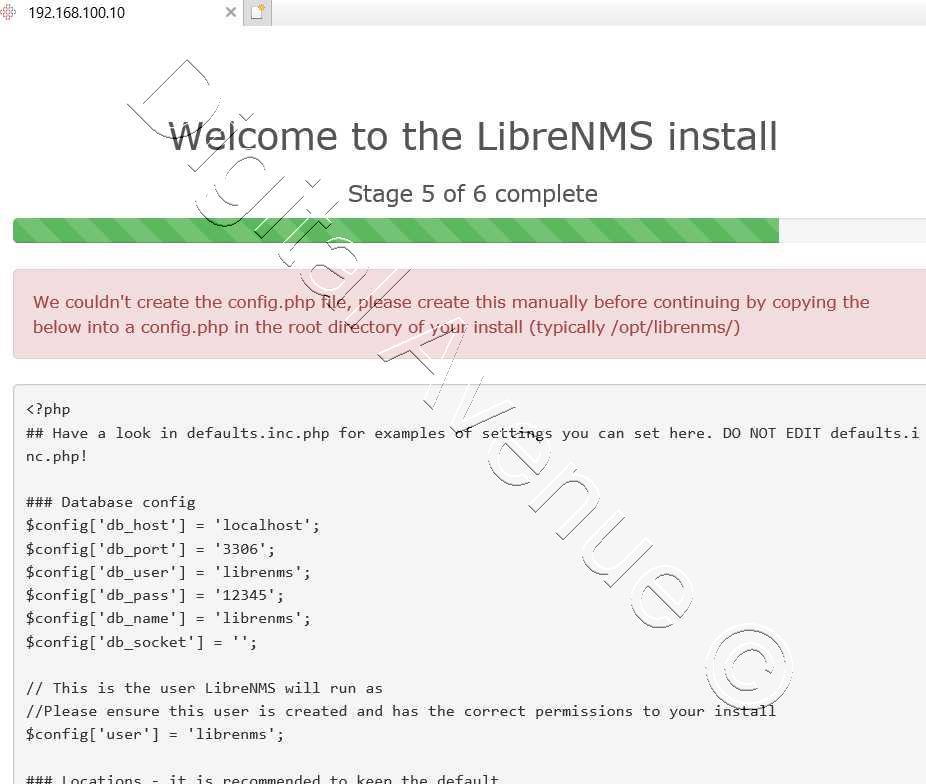 192.168.100.10
Welcome to the LibreNMS install
Stage 5 of 6 complete
We couldn't create the config.php file, please create this manually before continuing by copying the
below into a config.php in the root directory of your install (typically /opt/librenms/)
<?php
## Have a look in defaults.inc.php for examples of settings you can set here. DO NOT EDIT defaults.i
nc.php!
### Database config
$config['db_host'] = 'localhost';
$config['db_port'] = '3306';
$config['db_user'] = 'librenms';
$config['db_pass'] = '12345';
$config['db_name'] = 'librenms';
$config['db_socket'] = '';
// This is the user LibreNMS will run as
//Please ensure this user is created and has the correct permissions to your install
$config['user'] = 'librenms';
### Locations - it is recommended to keep the default
Digital Avenue ©